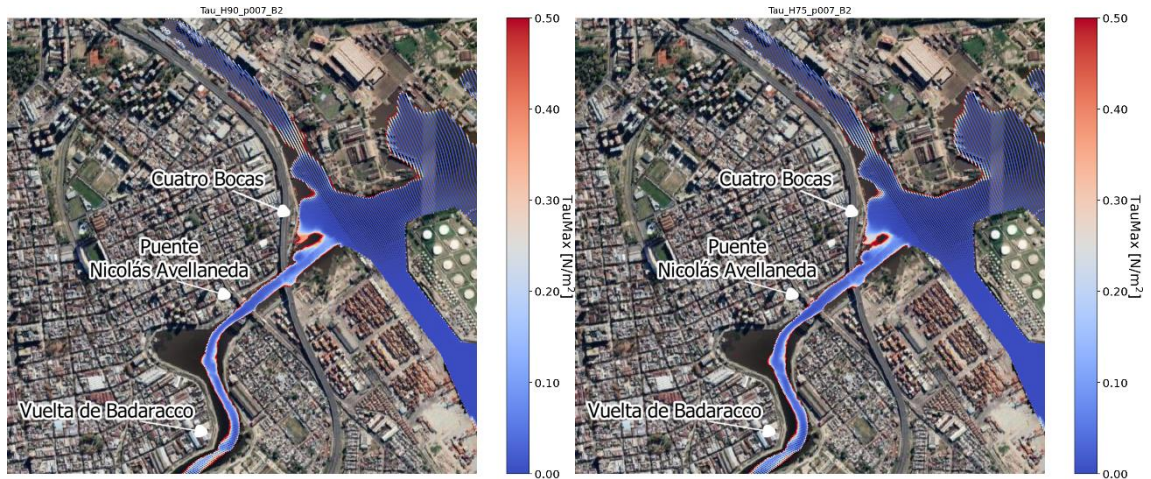 Tau_H90_p007_B2
0.50
0.40
0.30
0.20
0.10
0.00
TauMax [N/m²]
Cuatro Bocas
Puente
Nicolás Avellaneda
Vuelta de Badaracco
Tau_H75_p007_B2
0.50
0.40
0.30
0.20
0.10
0.00
TauMax [N/m²]
Cuatro Bocas
Puente
Nicolás Avellaneda
Vuelta de Badaracco